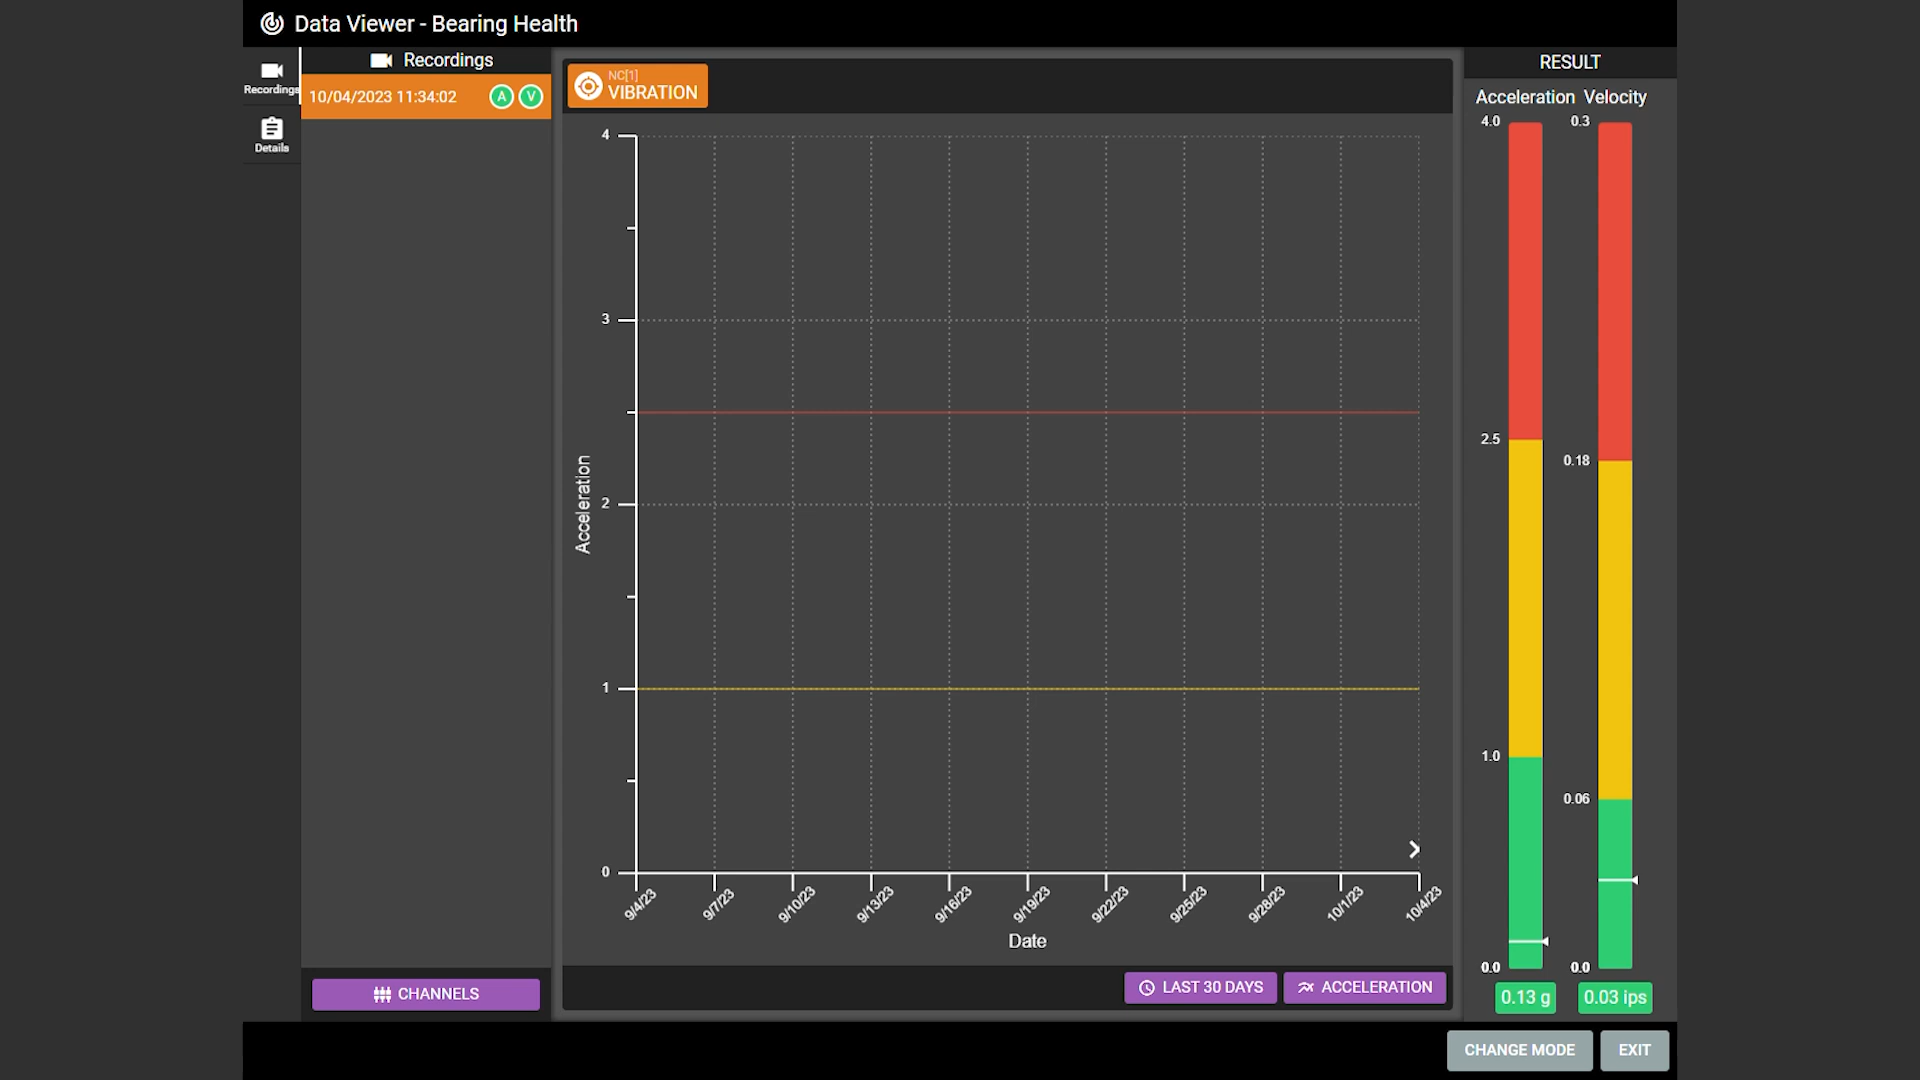 Data Viewer - Bearing Health
Recordings
Details
Recordings
10/04/2023 11:34:02 A V
CHANNELS
NC[1]
VIBRATION
4
3
2
1
0
Acceleration
9/4/23 9/7/23 9/10/23 9/13/23 9/16/23 9/19/23 9/22/23 9/25/23 9/28/23 10/1/23 10/4/23
Date
LAST 30 DAYS ACCELERATION
RESULT
Acceleration Velocity
4.0 0.3
2.5
0.18
1.0
0.06
0.0 0.0
0.13 g 0.03 ips
CHANGE MODE EXIT